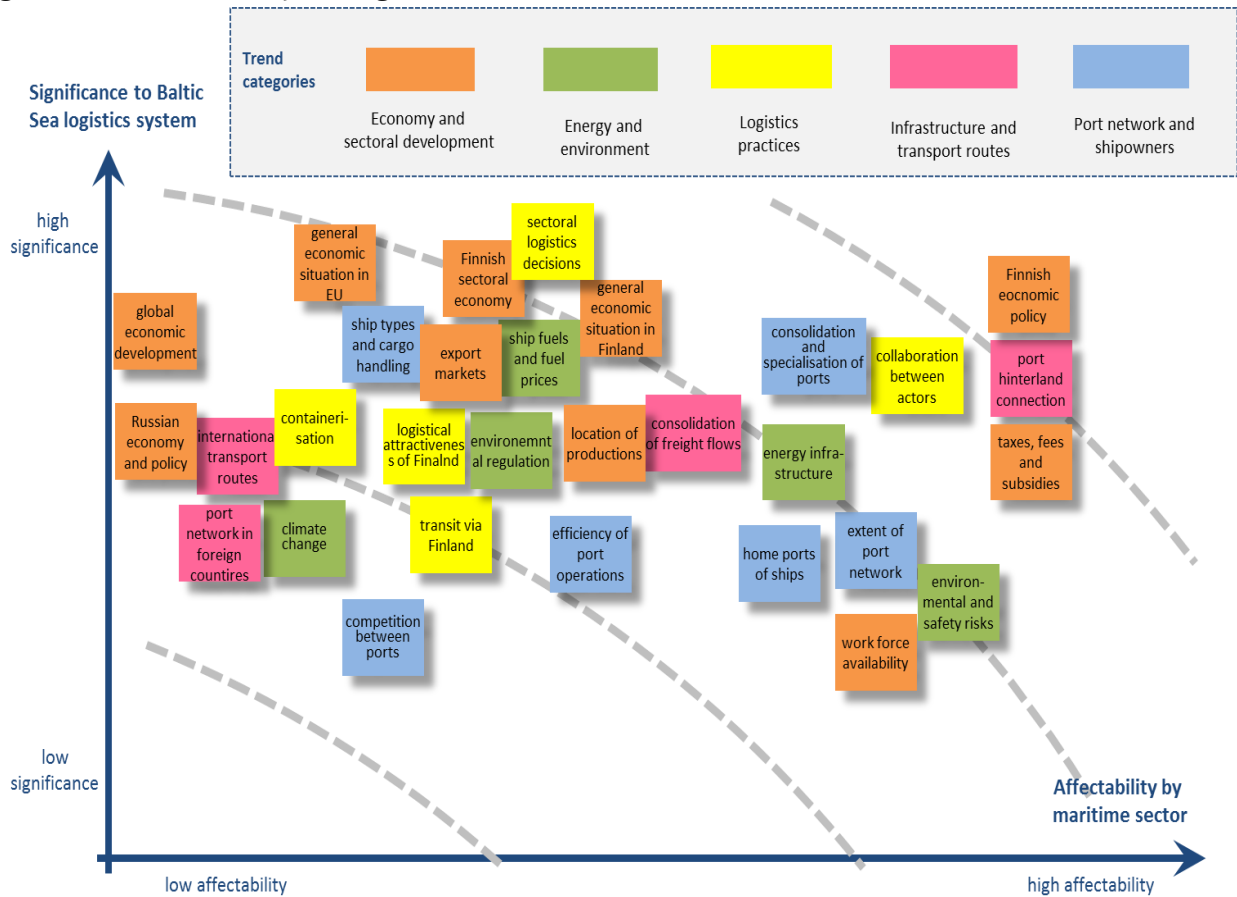 Trend
categories
Economy and
sectoral development
Energy and
environment
Logistics
practices
Infrastructure and
transport routes
Port network and
shipowners
Significance to Baltic
Sea logistics system
high
significance
general
economic
situation in
EU
Finnish
sectoral
economy
sectoral
logistics
decisions
general
economic
situation in
Finland
Finnish
eocnomic
policy
global
economic
development
ship types
and cargo
handling
export
markets
ship fuels
and fuel
prices
consolidation
and
specialisation of
ports
collaboration
between
actors
port
hinterland
connection
Russian
economy
and policy
internationa
transport
routes
containeri-
sation
logistical
attractivenes
s of Finalnd
environemnt
al regulation
location of
productions
consolidation
of freight flows
energy infra-
structure
taxes, fees
and
subsidies
port
network in
foreign
countires
climate
change
transit via
Finland
efficiency of
port
operations
home ports
of ships
extent of
port
network
environ-
mental and
safety risks
competition
between
ports
work force
availability
low
significance
Affectability by
maritime sector
low affectability
high affectability